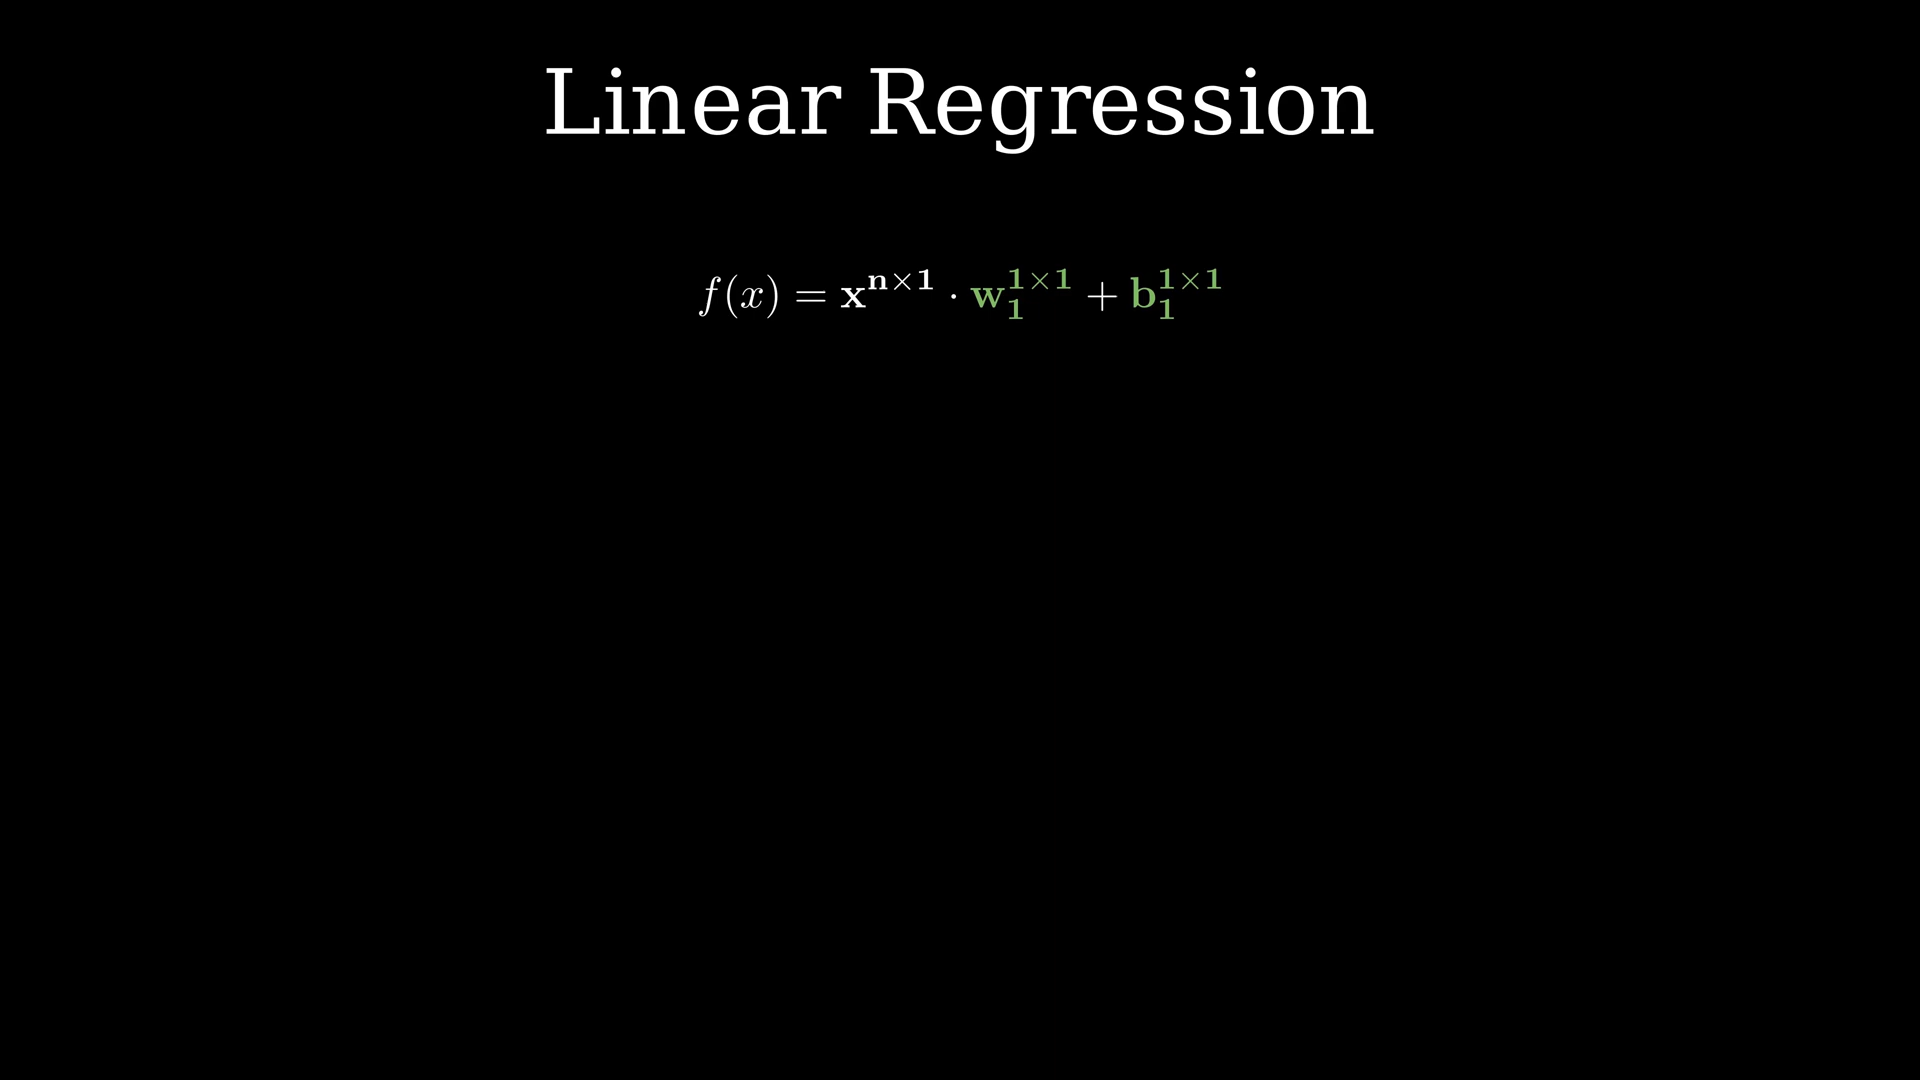 Linear Regression
f(x) = x^{n×1} · w_1^{1×1} + b_1^{1×1}